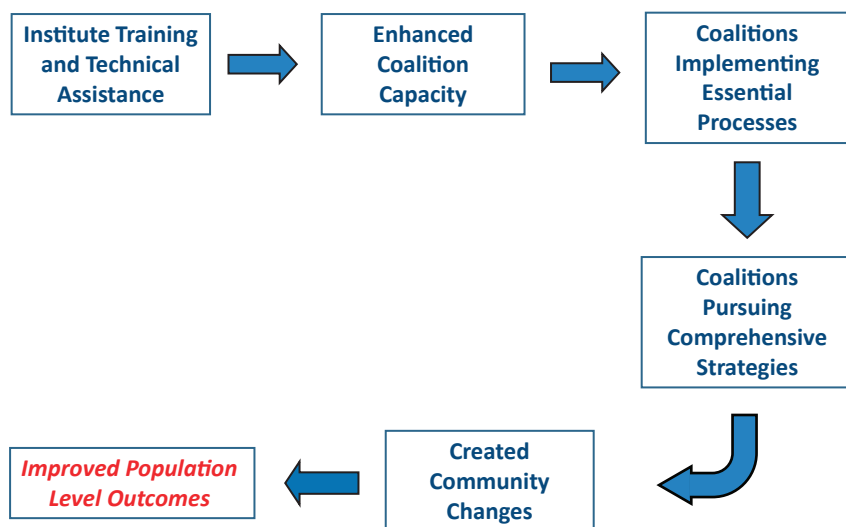 Institute Training
and Technical
Assistance
Enhanced
Coalition
Capacity
Coalitions
Implementing
Essential
Processes
Coalitions
Pursuing
Comprehensive
Strategies
Created
Community
Changes
Improved Population
Level Outcomes